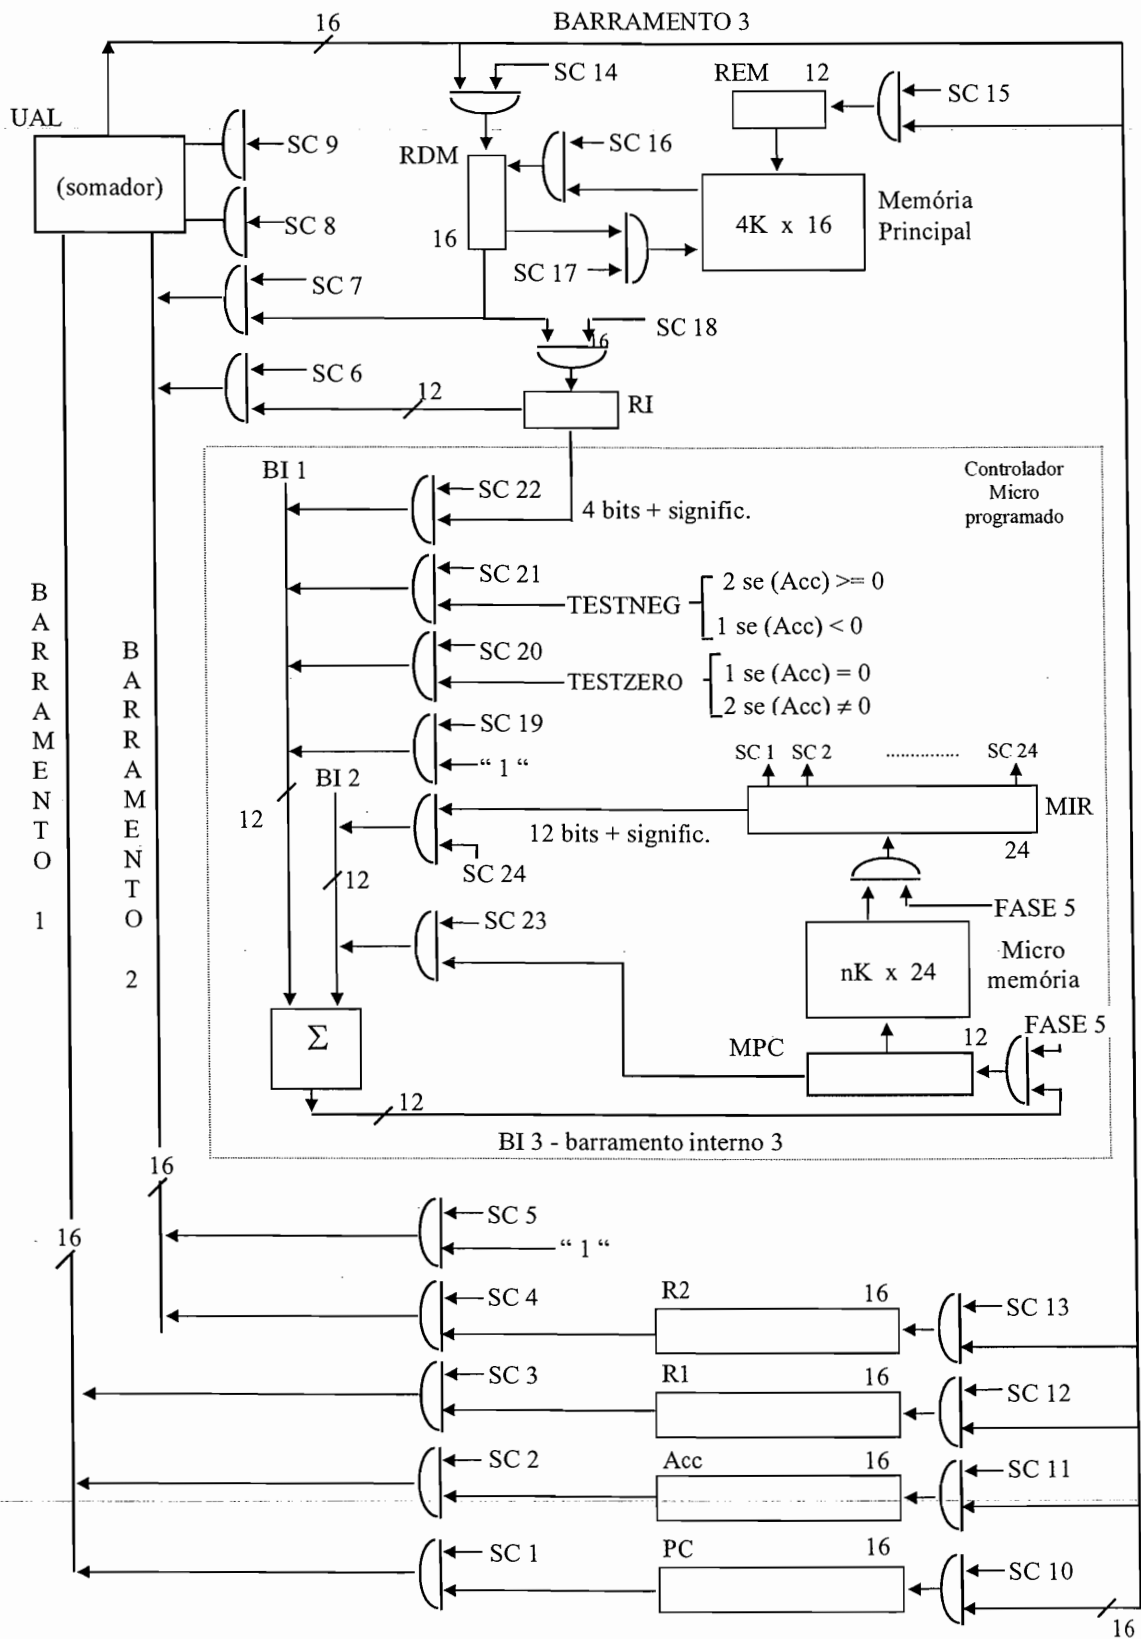 16
BARRAMENTO 3
SC 14
REM
12
SC 15
UAL
SC 9
(somador)
RDM
SC 16
SC 8
16
4K x 16
Memória
Principal
SC 17
SC 7
SC 18
16
SC 6
12
RI
BI 1
Controlador
Micro
programado
SC 22
4 bits + signific.
SC 21
TESTNEG
2 se (Acc) >= 0
1 se (Acc) < 0
SC 20
TESTZERO
1 se (Acc) = 0
2 se (Acc) ≠ 0
BARRAMENTO 1
BARRAMENTO 2
SC 19
“ 1 “
SC 1
SC 2
...............
SC 24
BI 2
12
MIR
12 bits + signific.
24
SC 24
12
FASE 5
SC 23
nK x 24
Micro
memória
Σ
FASE 5
MPC
12
12
BI 3 - barramento interno 3
16
16
SC 5
“ 1 “
SC 4
R2
16
SC 13
SC 3
R1
16
SC 12
SC 2
Acc
16
SC 11
SC 1
PC
16
SC 10
16